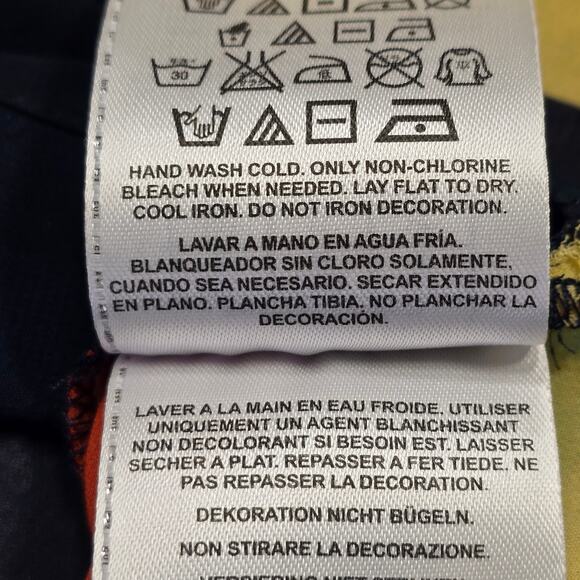 30
HAND WASH COLD. ONLY NON-CHLORINE
BLEACH WHEN NEEDED. LAY FLAT TO DRY.
COOL IRON. DO NOT IRON DECORATION.
LAVAR A MANO EN AGUA FRÍA.
BLANQUEADOR SIN CLORO SOLAMENTE,
CUANDO SEA NECESARIO. SECAR EXTENDIDO
EN PLANO. PLANCHA TIBIA. NO PLANCHAR LA
DECORACIÓN.
LAVER A LA MAIN EN EAU FROIDE. UTILISER
UNIQUEMENT UN AGENT BLANCHISSANT
NON DECOLORANT SI BESOIN EST. LAISSER
SECHER A PLAT. REPASSER A FER TIEDE. NE
PAS REPASSER LA DECORATION.
DEKORATION NICHT BÜGELN.
NON STIRARE LA DECORAZIONE.